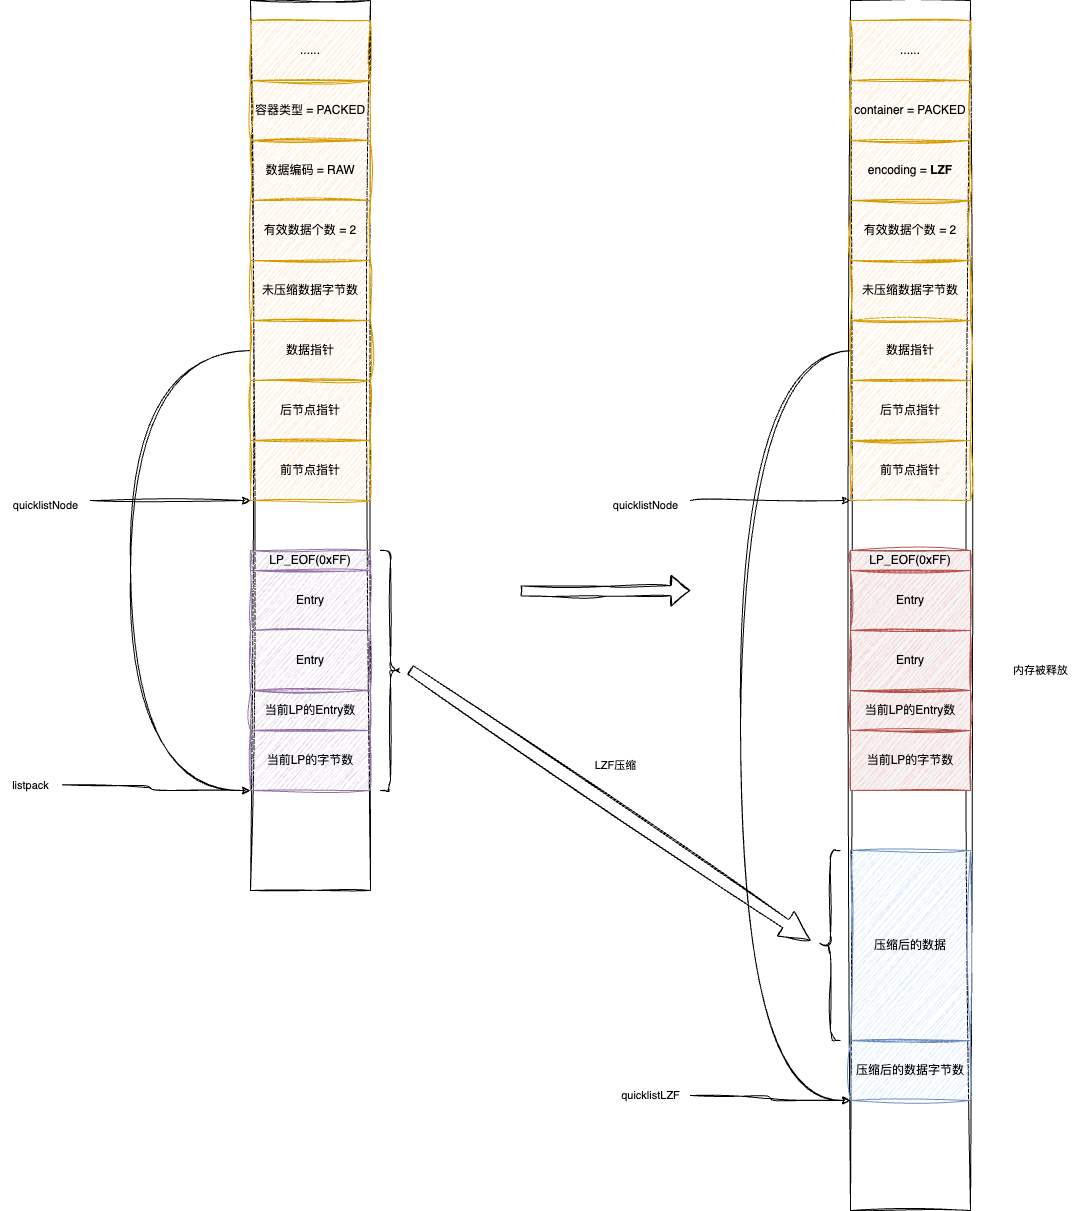 ......
容器类型 = PACKED
数据编码 = RAW
有效数据个数 = 2
未压缩数据字节数
数据指针
后节点指针
前节点指针
quicklistNode
LP_EOF(0xFF)
Entry
Entry
当前LP的Entry数
当前LP的字节数
listpack
LZF压缩
......
container = PACKED
encoding = LZF
有效数据个数 = 2
未压缩数据字节数
数据指针
后节点指针
前节点指针
quicklistNode
LP_EOF(0xFF)
Entry
Entry
当前LP的Entry数
当前LP的字节数
内存被释放
压缩后的数据
压缩后的数据字节数
quicklistLZF